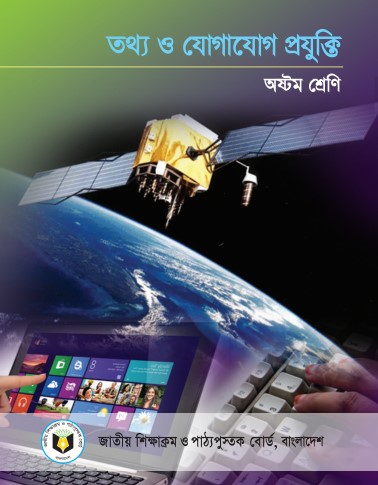 তথ্য ও যোগাযোগ প্রযুক্তি
অষ্টম শ্রেণি
জাতীয় শিক্ষাক্রম ও পাঠ্যপুস্তক বোর্ড, বাংলাদেশ